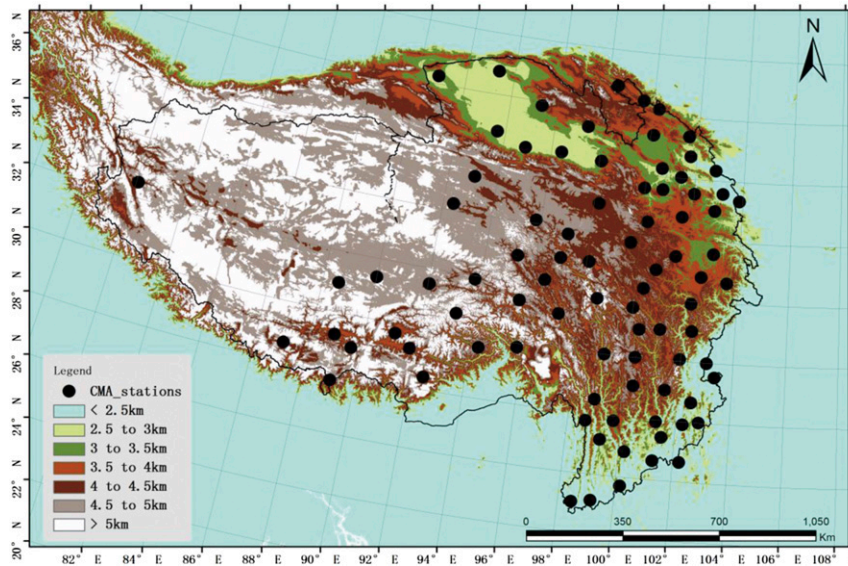 N
36° N
34° N
32° N
30° N
28° N
26° N
24° N
22° N
20° N
Legend
CMA_stations
< 2.5km
2.5 to 3km
3 to 3.5km
3.5 to 4km
4 to 4.5km
4.5 to 5km
> 5km
0 350 700 1,050
Km
82° E 84° E 86° E 88° E 90° E 92° E 94° E 96° E 98° E 100° E 102° E 104° E 106° E 108° E